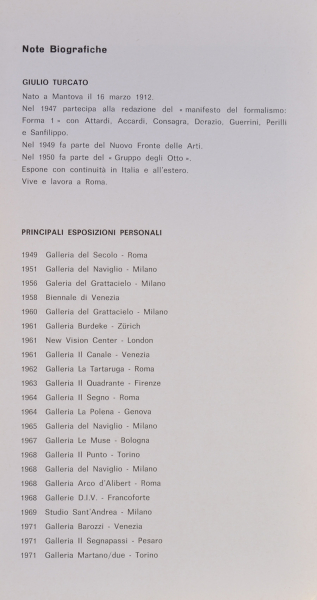 Note Biografiche
GIULIO TURCATO
Nato a Mantova il 16 marzo 1912.
Nel 1947 partecipa alla redazione del « manifesto del formalismo:
Forma 1 » con Attardi, Accardi, Consagra, Dorazio, Guerrini, Perilli
e Sanfilippo.
Nel 1949 fa parte del Nuovo Fronte delle Arti.
Nel 1950 fa parte del « Gruppo degli Otto ».
Espone con continuità in Italia e all'estero.
Vive e lavora a Roma.
PRINCIPALI ESPOSIZIONI PERSONALI
1949 Galleria del Secolo - Roma
1951 Galleria del Naviglio - Milano
1956 Galeria del Grattacielo - Milano
1958 Biennale di Venezia
1960 Galleria del Grattacielo - Milano
1961 Galleria Burdeke - Zürich
1961 New Vision Center - London
1961 Galleria Il Canale - Venezia
1962 Galleria La Tartaruga - Roma
1963 Galleria Il Quadrante - Firenze
1964 Galleria Il Segno - Roma
1964 Galleria La Polena - Genova
1965 Galleria del Naviglio - Milano
1967 Galleria Le Muse - Bologna
1968 Galleria Il Punto - Torino
1968 Galleria del Naviglio - Milano
1968 Galleria Arco d'Alibert - Roma
1968 Gallerie D.I.V. - Francoforte
1969 Studio Sant'Andrea - Milano
1971 Galleria Barozzi - Venezia
1971 Galleria Il Segnapassi - Pesaro
1971 Galleria Martano/due - Torino